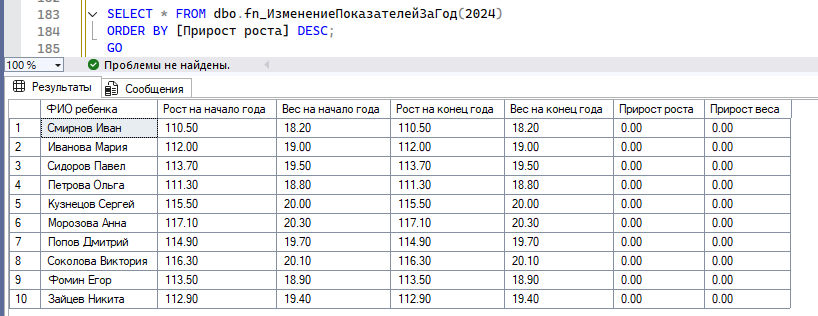 182
183 SELECT * FROM dbo.fn_ИзменениеПоказателейЗаГод(2024)
184 ORDER BY [Прирост роста] DESC;
185 GO
100 % Проблемы не найдены.
Результаты Сообщения
ФИО ребенка Рост на начало года Вес на начало года Рост на конец года Вес на конец года Прирост роста Прирост веса
1 Смирнов Иван 110.50 18.20 110.50 18.20 0.00 0.00
2 Иванова Мария 112.00 19.00 112.00 19.00 0.00 0.00
3 Сидоров Павел 113.70 19.50 113.70 19.50 0.00 0.00
4 Петрова Ольга 111.30 18.80 111.30 18.80 0.00 0.00
5 Кузнецов Сергей 115.50 20.00 115.50 20.00 0.00 0.00
6 Морозова Анна 117.10 20.30 117.10 20.30 0.00 0.00
7 Попов Дмитрий 114.90 19.70 114.90 19.70 0.00 0.00
8 Соколова Виктория 116.30 20.10 116.30 20.10 0.00 0.00
9 Фомин Егор 113.50 18.90 113.50 18.90 0.00 0.00
10 Зайцев Никита 112.90 19.40 112.90 19.40 0.00 0.00